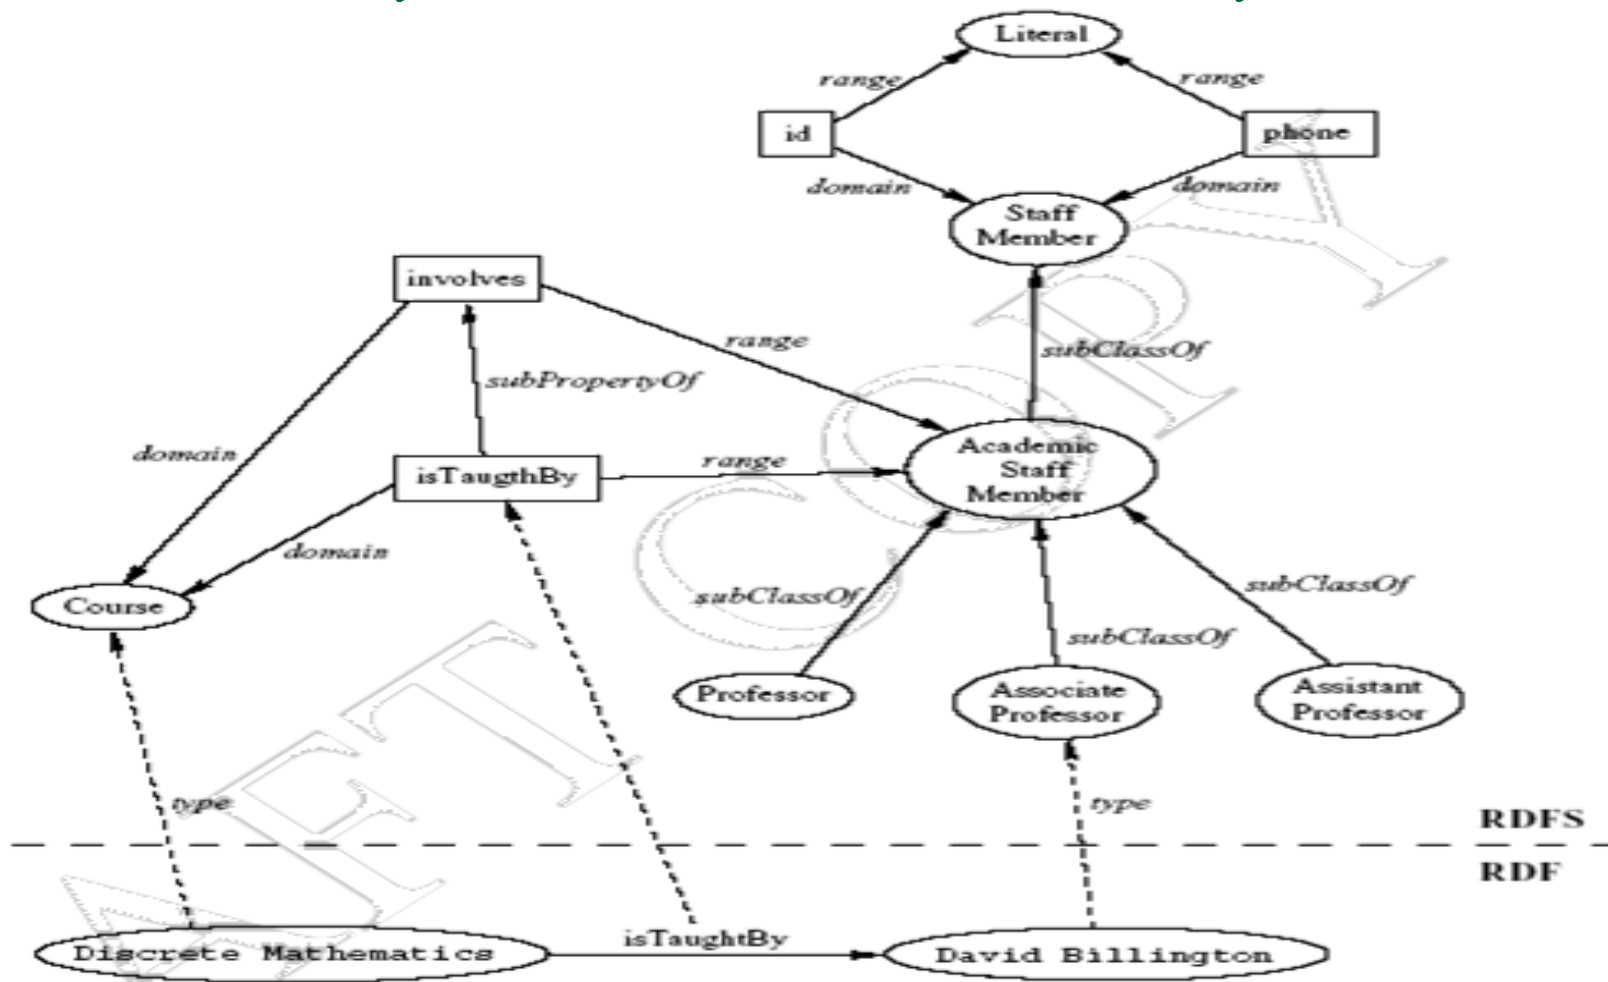 Literal
range
range
id
phone
domain
domain
Staff
Member
involves
range
subClassOf
subPropertyOf
domain
range
Academic
Staff
Member
isTaugthBy
domain
subClassOf
subClassOf
Course
subClassOf
Professor
Associate
Professor
Assistant
Professor
type
type
RDFS
RDF
isTaughtBy
Discrete Mathematics
David Billington